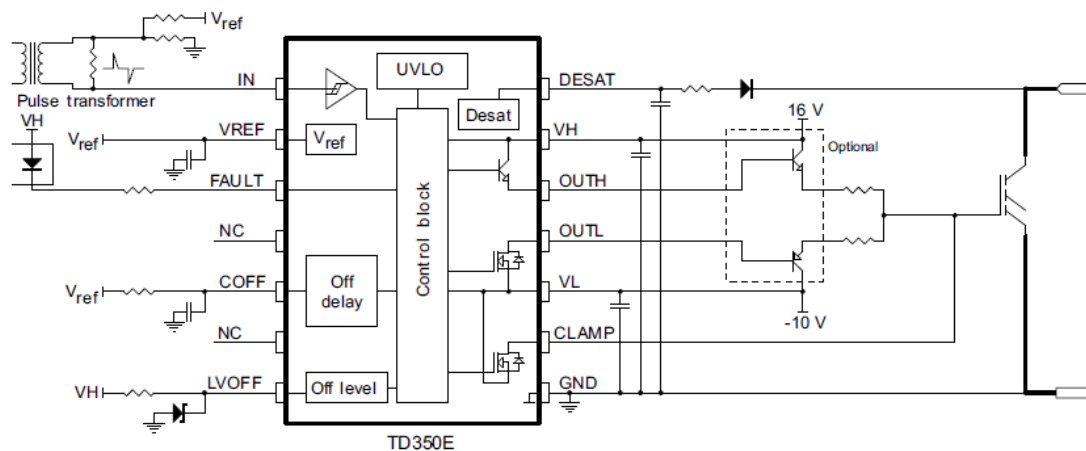 Vref
Pulse transformer
VH
IN
UVLO
DESAT
Desat
16 V
Vref
VREF
Vref
VH
Optional
FAULT
OUTH
NC
Control block
OUTL
Vref
COFF
Off
delay
VL
-10 V
NC
CLAMP
VH
LVOFF
Off level
GND
TD350E